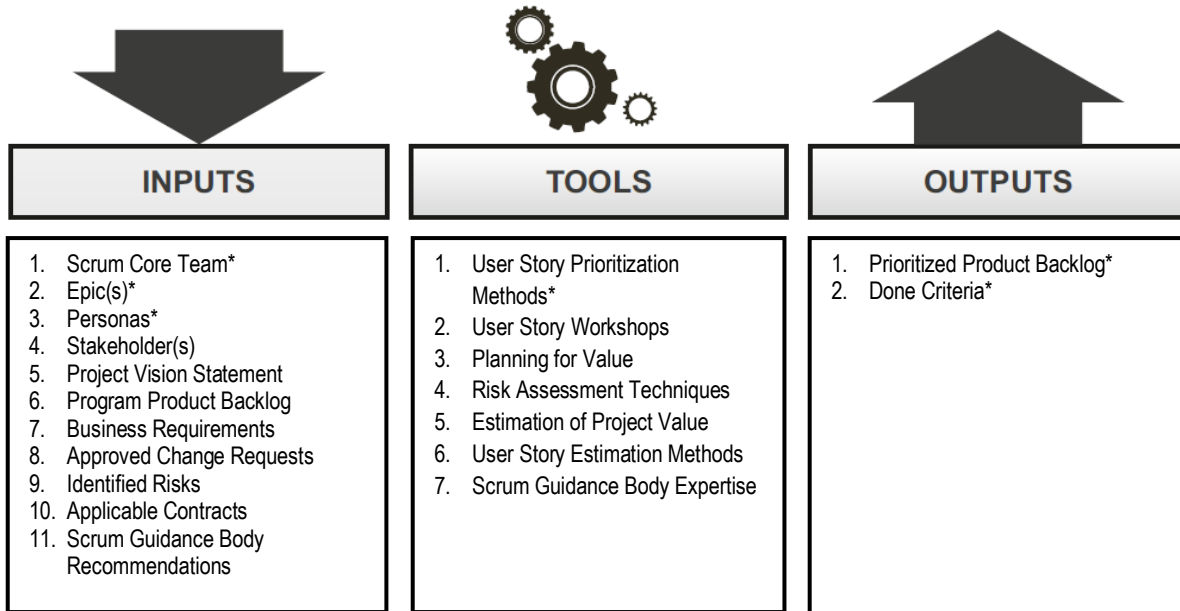 INPUTS
1. Scrum Core Team*
2. Epic(s)*
3. Personas*
4. Stakeholder(s)
5. Project Vision Statement
6. Program Product Backlog
7. Business Requirements
8. Approved Change Requests
9. Identified Risks
10. Applicable Contracts
11. Scrum Guidance Body
Recommendations
TOOLS
1. User Story Prioritization
Methods*
2. User Story Workshops
3. Planning for Value
4. Risk Assessment Techniques
5. Estimation of Project Value
6. User Story Estimation Methods
7. Scrum Guidance Body Expertise
OUTPUTS
1. Prioritized Product Backlog*
2. Done Criteria*